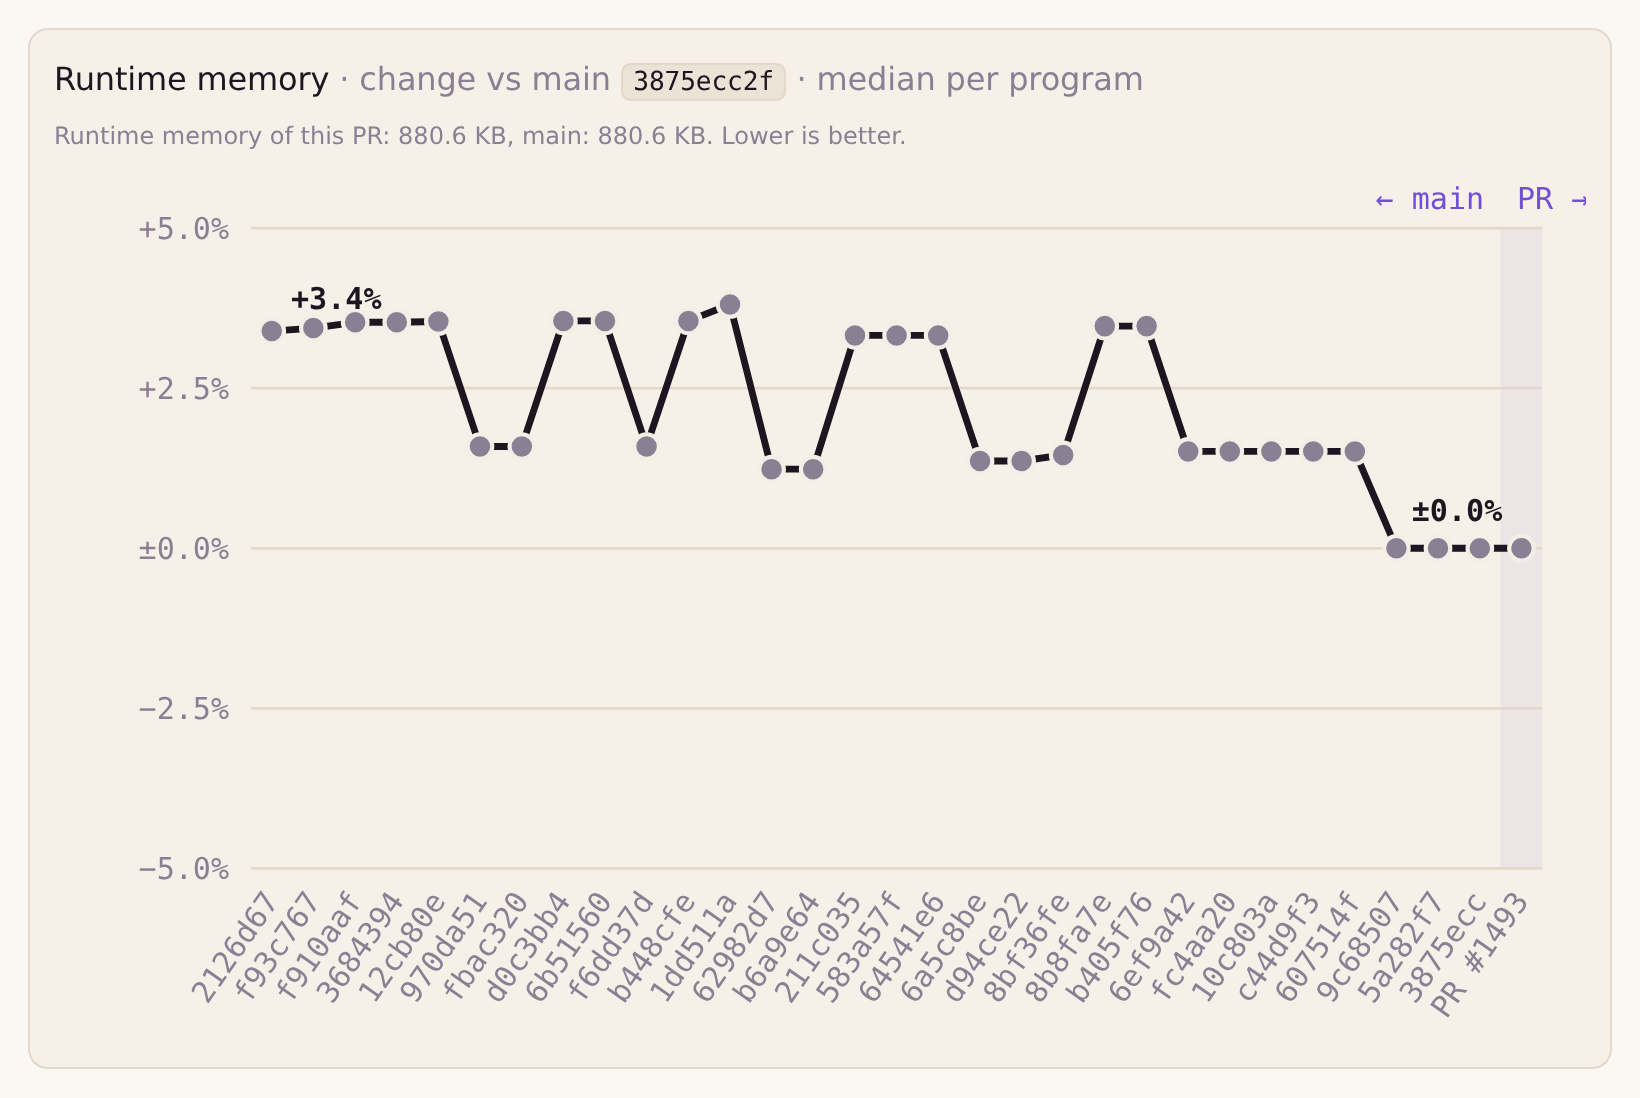 Runtime memory · change vs main 3875ecc2f · median per program
Runtime memory of this PR: 880.6 KB, main: 880.6 KB. Lower is better.
← main PR →
+5.0%
+3.4%
+2.5%
±0.0%
±0.0%
−2.5%
−5.0%
2126d67
f93c767
f910aaf
3684394
12cb80e
970da51
fbac320
d0c3bb4
6b51560
f6dd37d
b448cfe
1dd511a
62982d7
b6a9e64
211c035
583a57f
64541e6
6a5c8be
d94ce22
8bf36fe
8b8fa7e
b405f76
6ef9a42
fc4aa20
10c803a
c44d9f3
607514f
9c68507
5a282f7
3875ecc
PR #1493